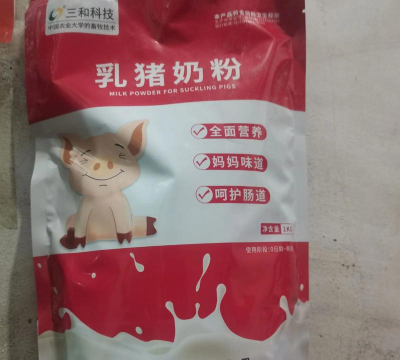 三和科技
中国农业大学的畜牧技术
乳猪奶粉
MILK POWDER FOR SUCKLING PIGS
全面营养
妈妈味道
呵护肠道
净含量